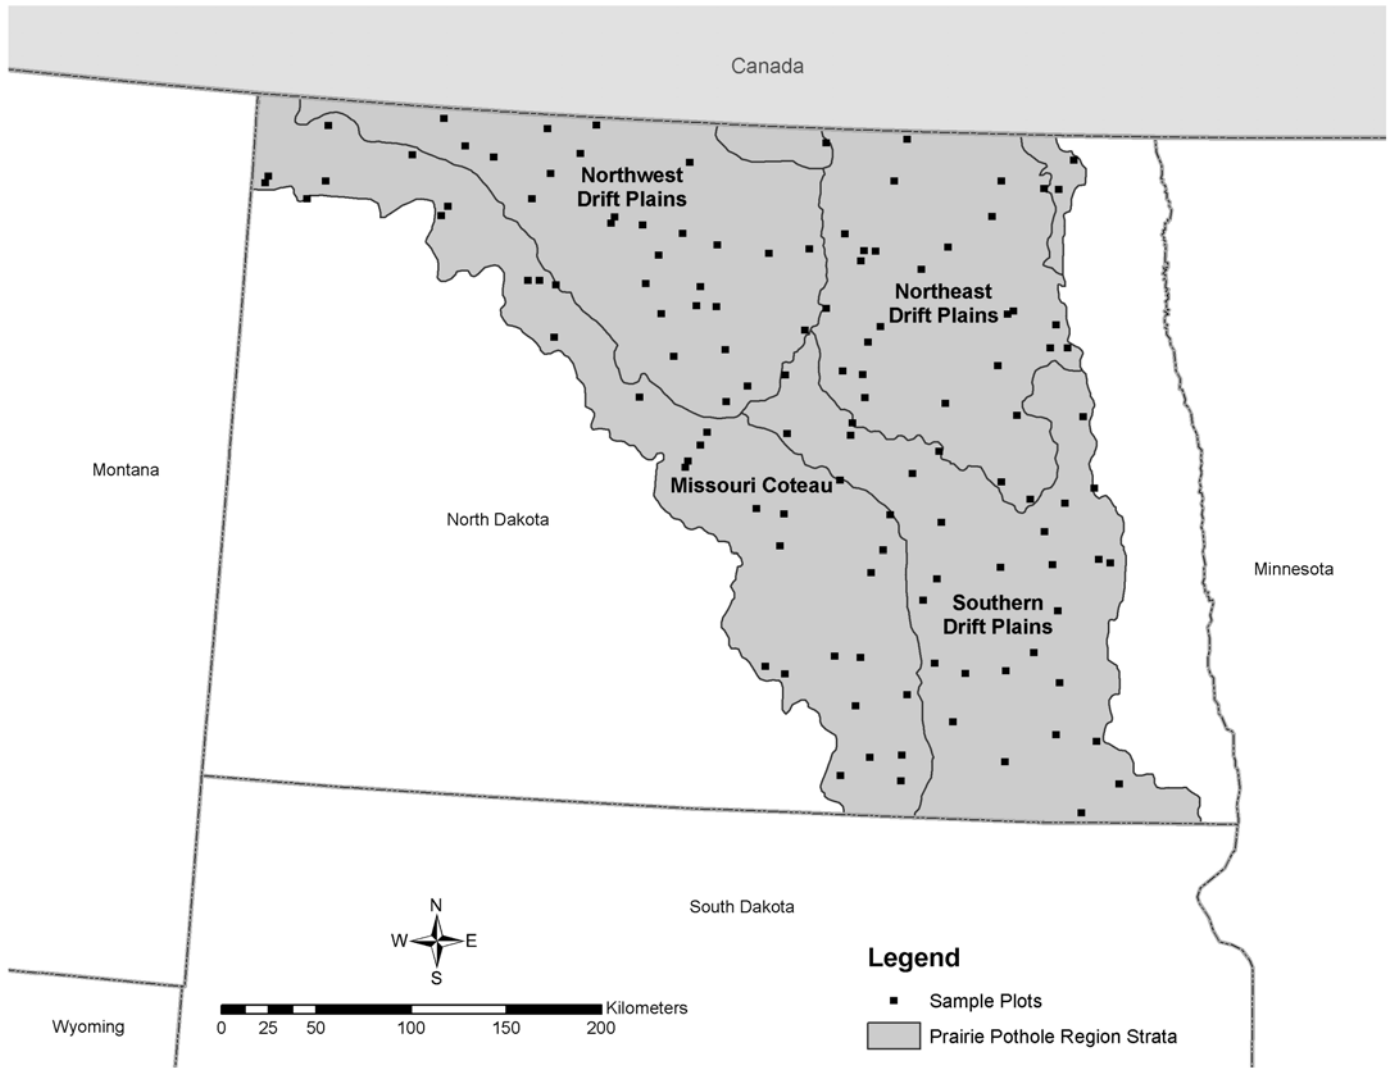 Canada
Northwest
Drift Plains
Northeast
Drift Plains
Montana
Missouri Coteau
North Dakota
Minnesota
Southern
Drift Plains
South Dakota
N
W
E
S
Legend
Sample Plots
Prairie Pothole Region Strata
Kilometers
0 25 50 100 150 200
Wyoming